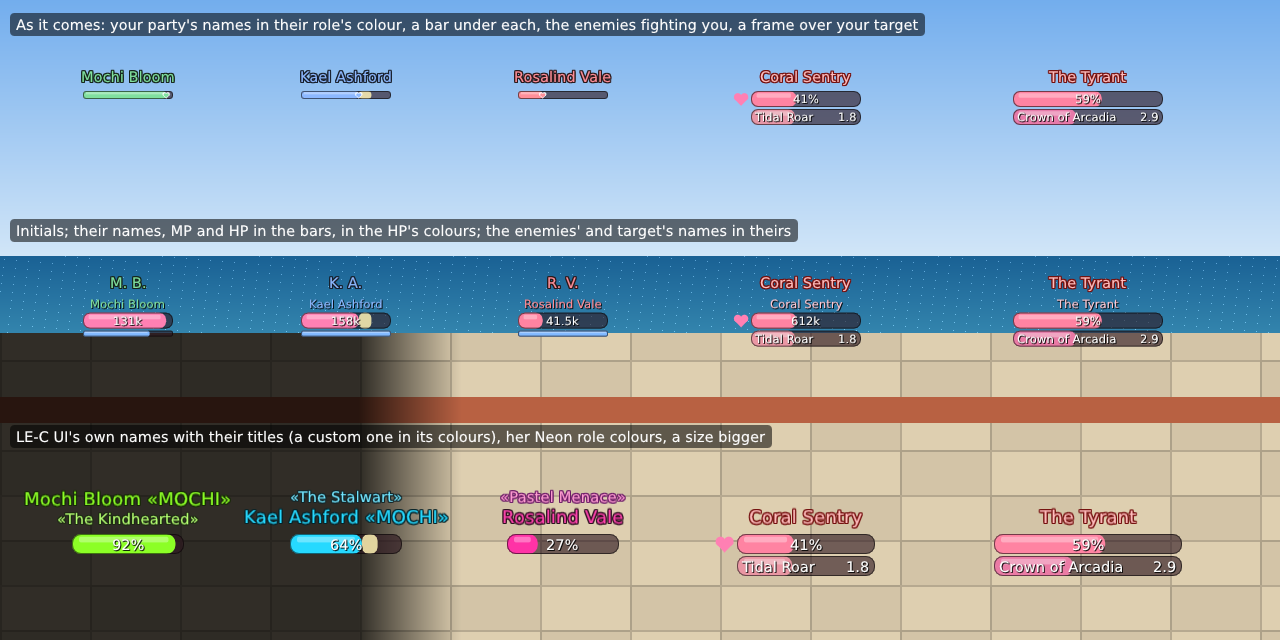 As it comes: your party's names in their role's colour, a bar under each, the enemies fighting you, a frame over your target
Mochi Bloom
Kael Ashford
Rosalind Vale
Coral Sentry
The Tyrant
41%
59%
Tidal Roar 1.8
Crown of Arcadia 2.9
Initials; their names, MP and HP in the bars, in the HP's colours; the enemies' and target's names in theirs
M. B.
K. A.
R. V.
Coral Sentry
The Tyrant
Mochi Bloom
Kael Ashford
Rosalind Vale
Coral Sentry
The Tyrant
131k
158k
41.5k
612k
59%
Tidal Roar 1.8
Crown of Arcadia 2.9
LE-C UI's own names with their titles (a custom one in its colours), her Neon role colours, a size bigger
Mochi Bloom «MOCHI»
«The Kindhearted»
92%
«The Stalwart»
Kael Ashford «MOCHI»
64%
«Pastel Menace»
Rosalind Vale
27%
Coral Sentry
41%
Tidal Roar 1.8
The Tyrant
59%
Crown of Arcadia 2.9